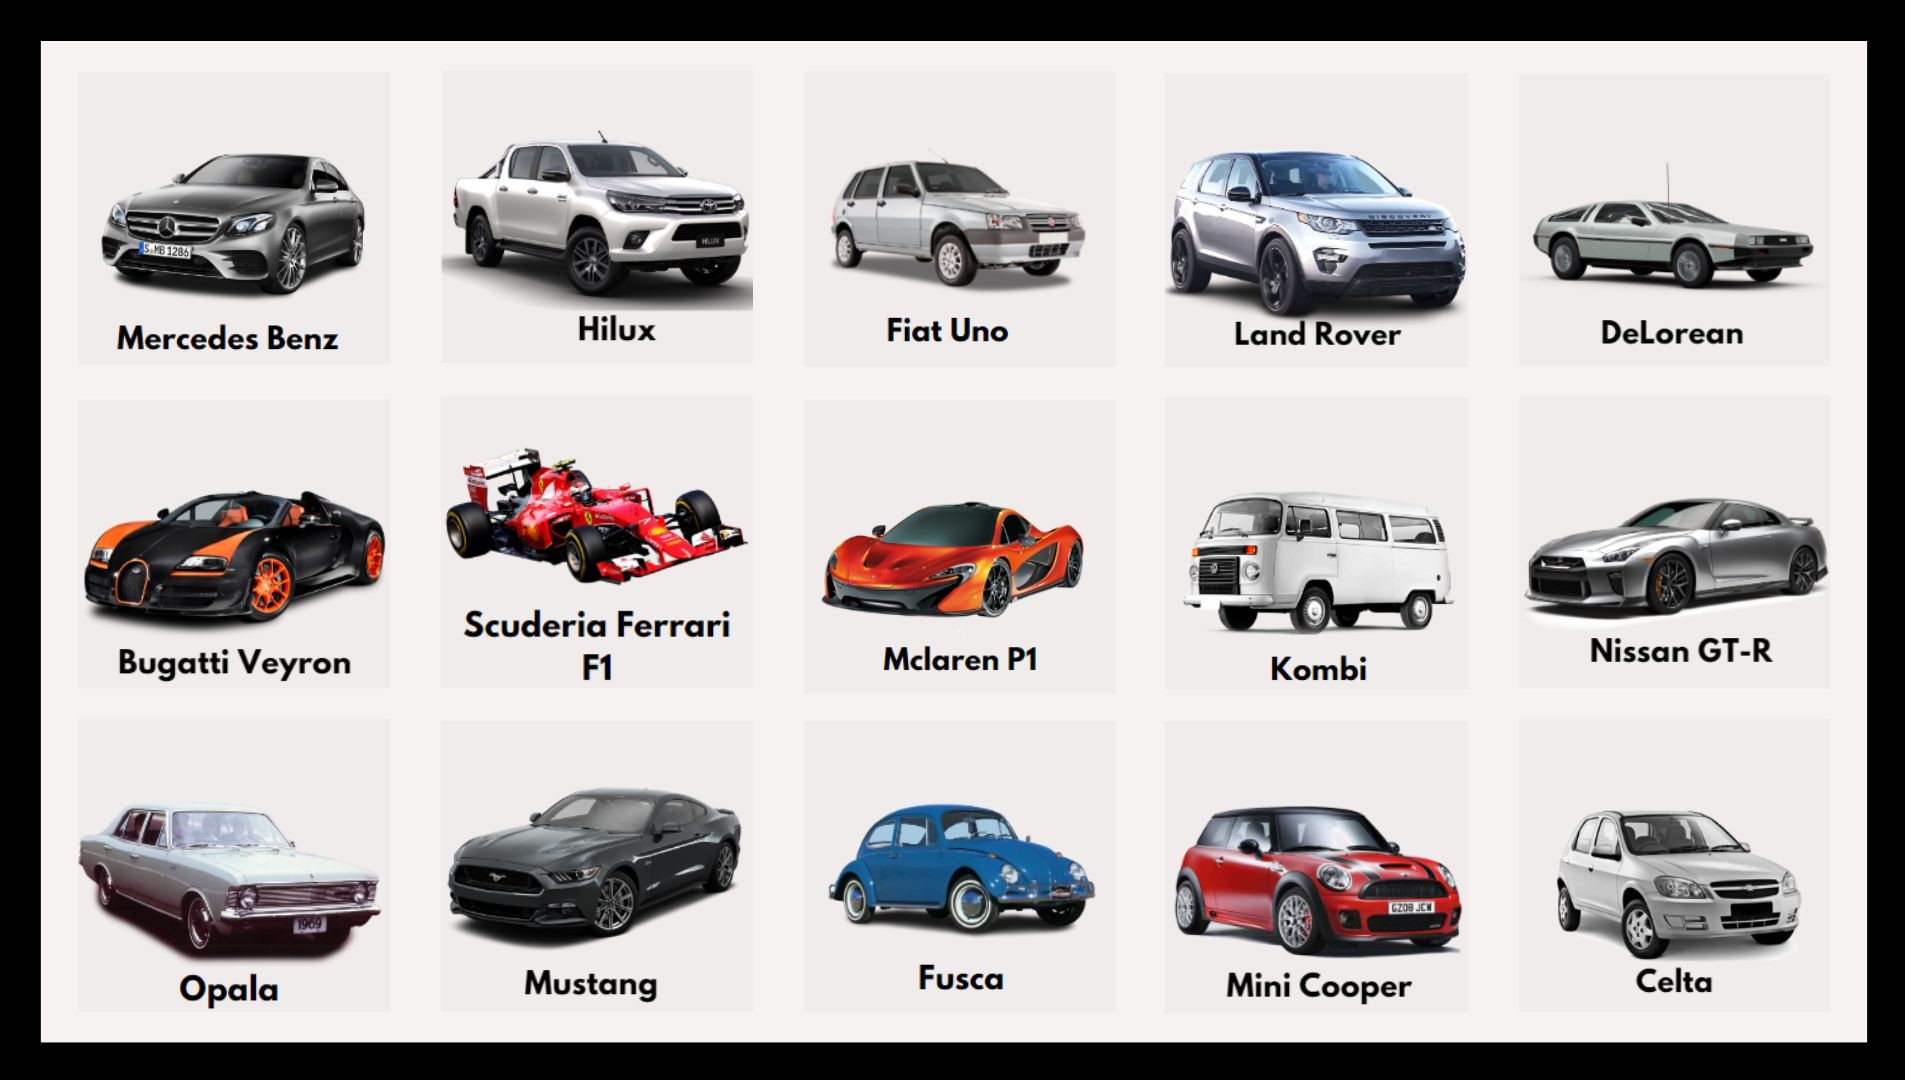 S MB 1286
Mercedes Benz
HILUX
Hilux
Fiat Uno
DISCOVERY
Land Rover
DeLorean
Bugatti Veyron
Scuderia Ferrari
F1
Mclaren P1
Kombi
Nissan GT-R
1969
Opala
Mustang
Fusca
GZ08 JCW
Mini Cooper
Celta